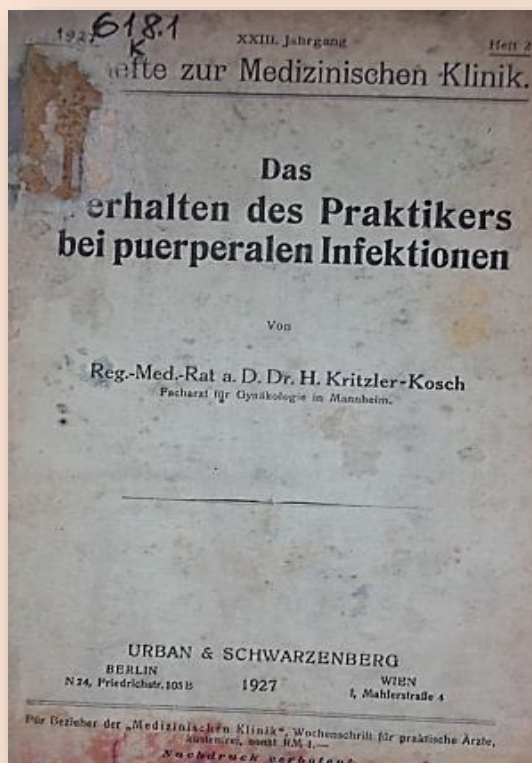 1927 618.1
K
XXIII. Jahrgang Heft 2
hefte zur Medizinischen Klinik.
Das
erhalten des Praktikers
bei puerperalen Infektionen
Von
Reg.-Med.-Rat a. D. Dr. H. Kritzler-Kosch
Facharzt für Gynäkologie in Mannheim.
URBAN & SCHWARZENBERG
BERLIN WIEN
N 24, Friedrichstr. 105 B 1927 I, Mahlerstraße 4
Für Bezieher der „Medizinischen Klinik“, Wochenschrift für praktische Ärzte,
kostenfrei, sonst RM 1,—
Nachdruck verboten